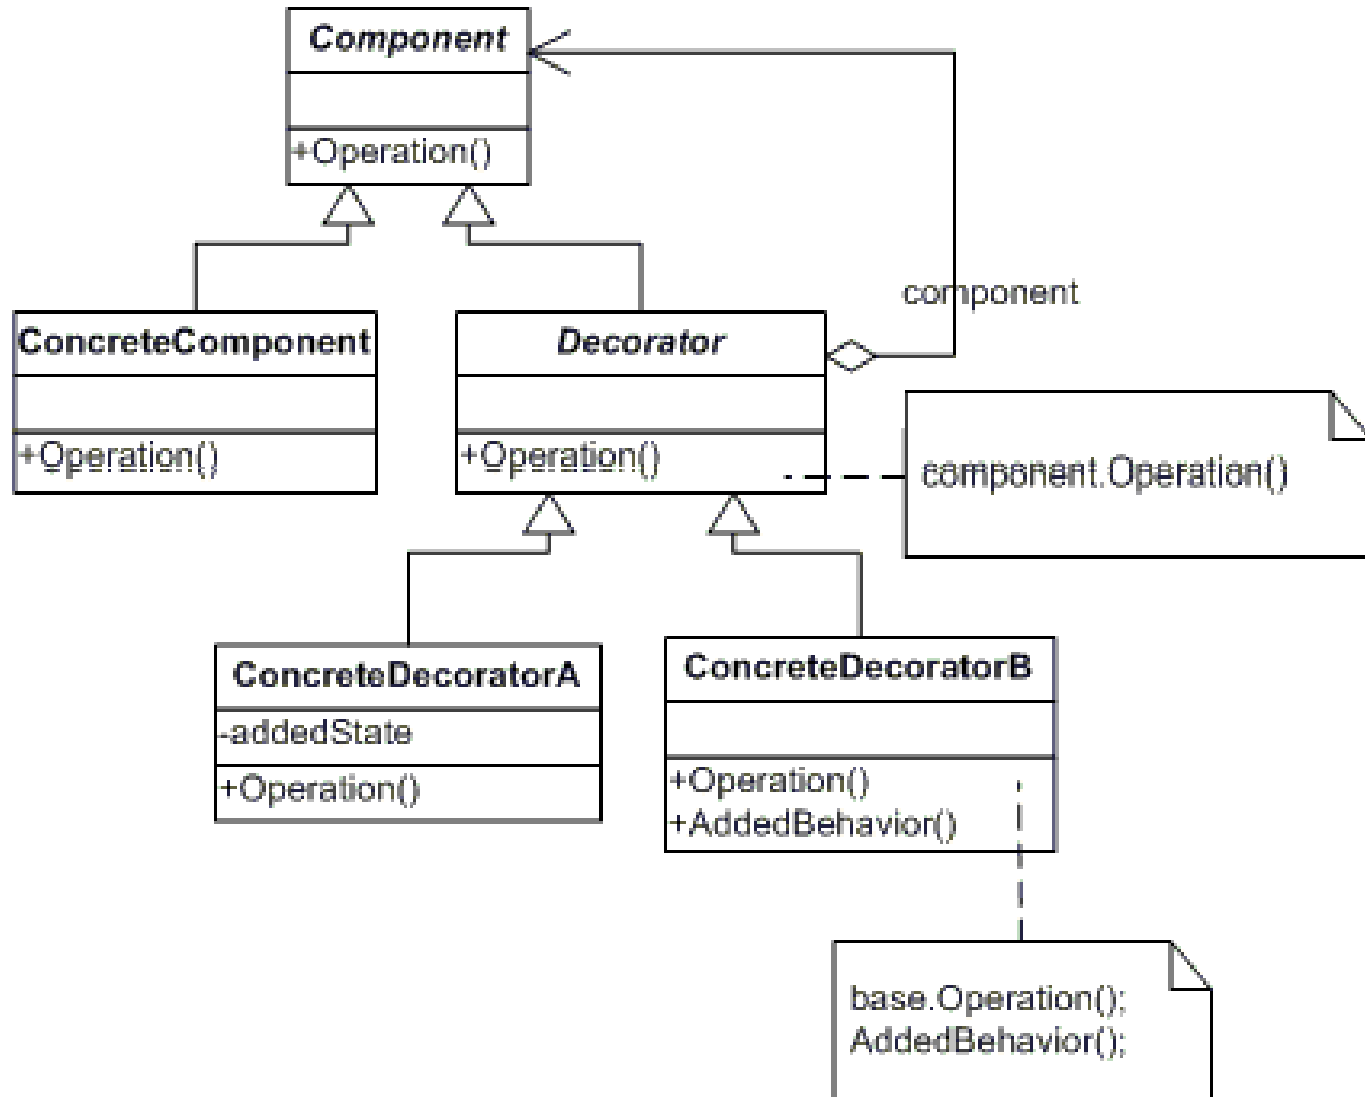 Component
+Operation()
component
ConcreteComponent
+Operation()
Decorator
+Operation()
component.Operation()
ConcreteDecoratorA
-addedState
+Operation()
ConcreteDecoratorB
+Operation()
+AddedBehavior()
base.Operation();
AddedBehavior();